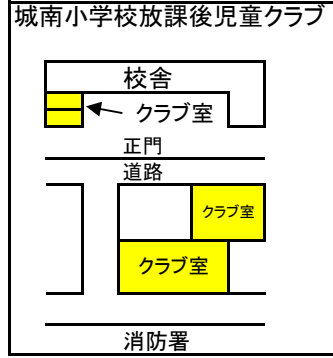 城南小学校放課後児童クラブ
校舎
クラブ室
正門
道路
クラブ室
クラブ室
消防署